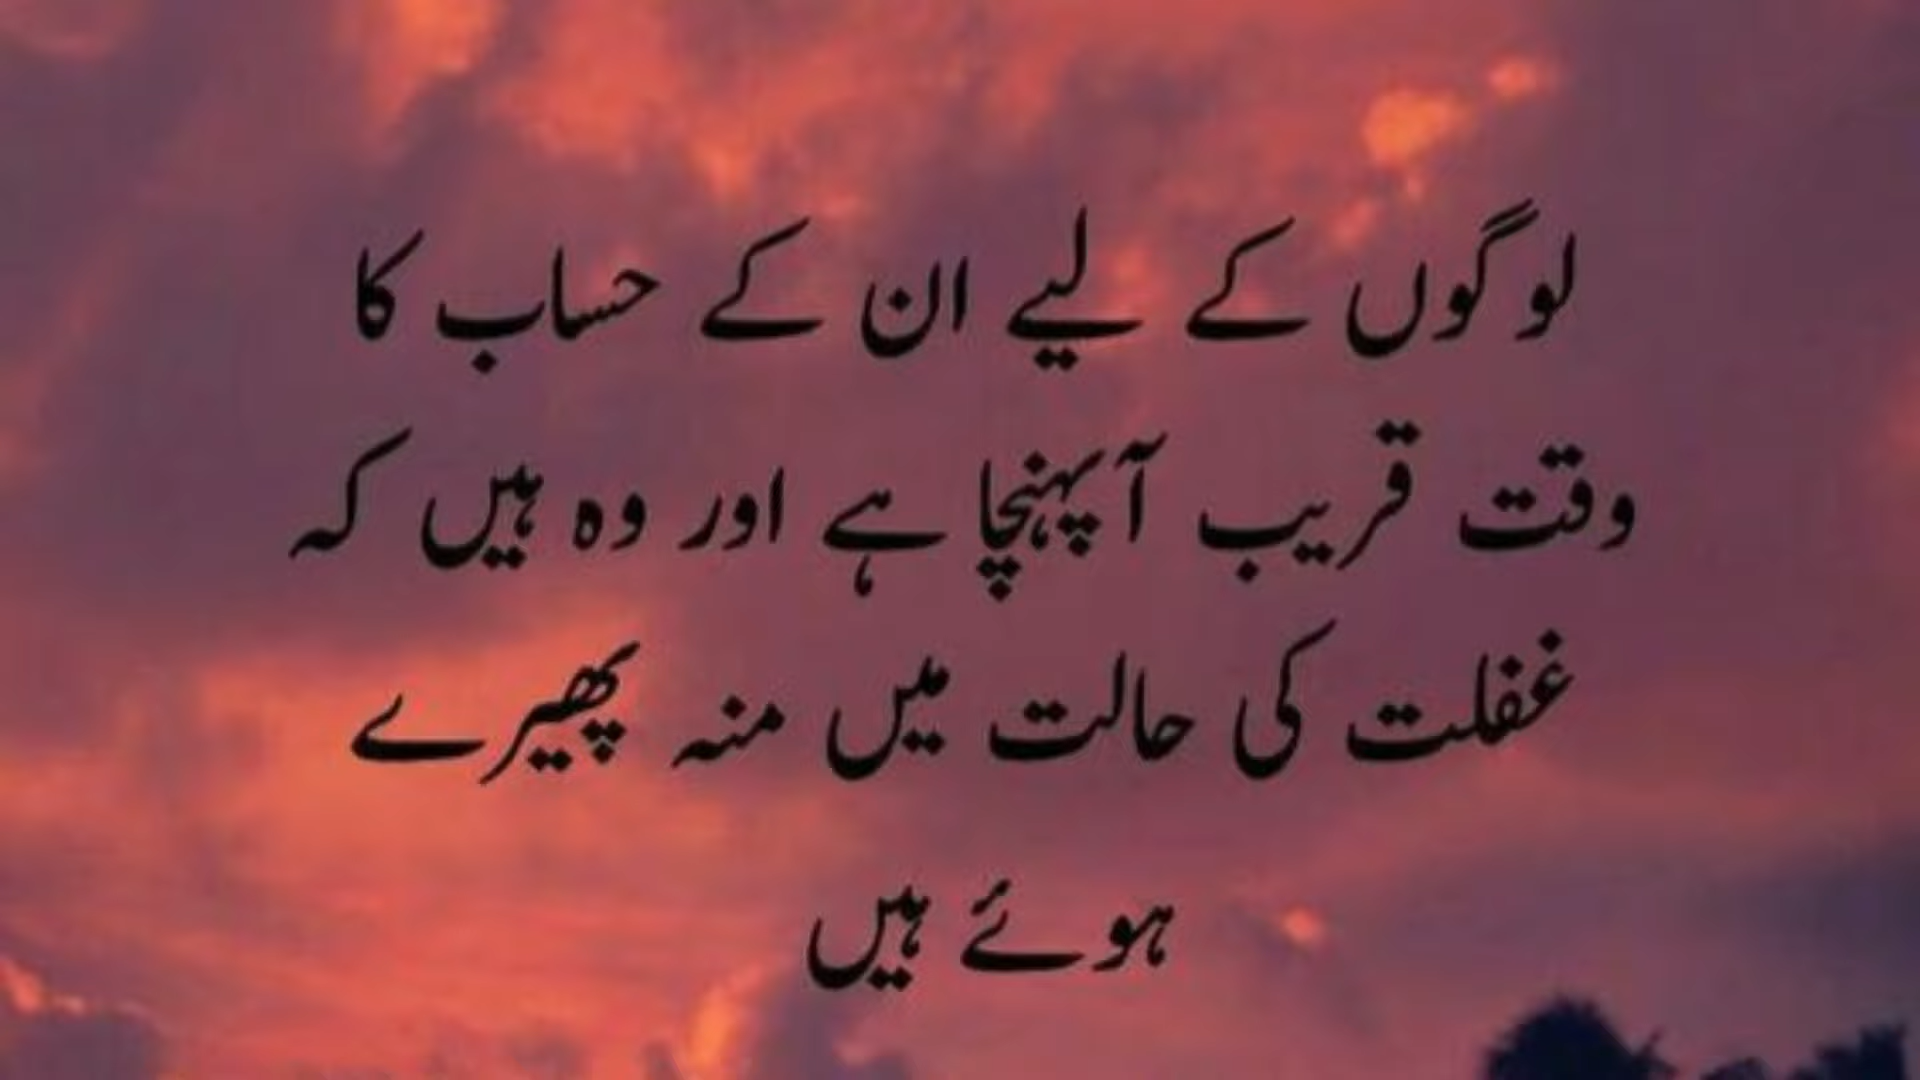 لوگوں کے لیے ان کے حساب کا
وقت قریب آپہنچا ہے اور وہ ہیں کہ
غفلت کی حالت میں منہ پھیرے
ہوئے ہیں